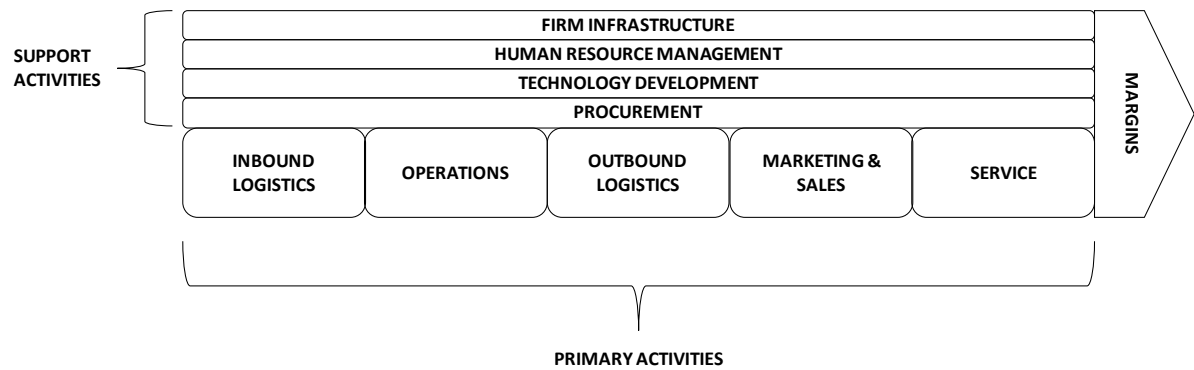 SUPPORT
ACTIVITIES
FIRM INFRASTRUCTURE
HUMAN RESOURCE MANAGEMENT
TECHNOLOGY DEVELOPMENT
PROCUREMENT
INBOUND
LOGISTICS
OPERATIONS
OUTBOUND
LOGISTICS
MARKETING &
SALES
SERVICE
MARGINS
PRIMARY ACTIVITIES